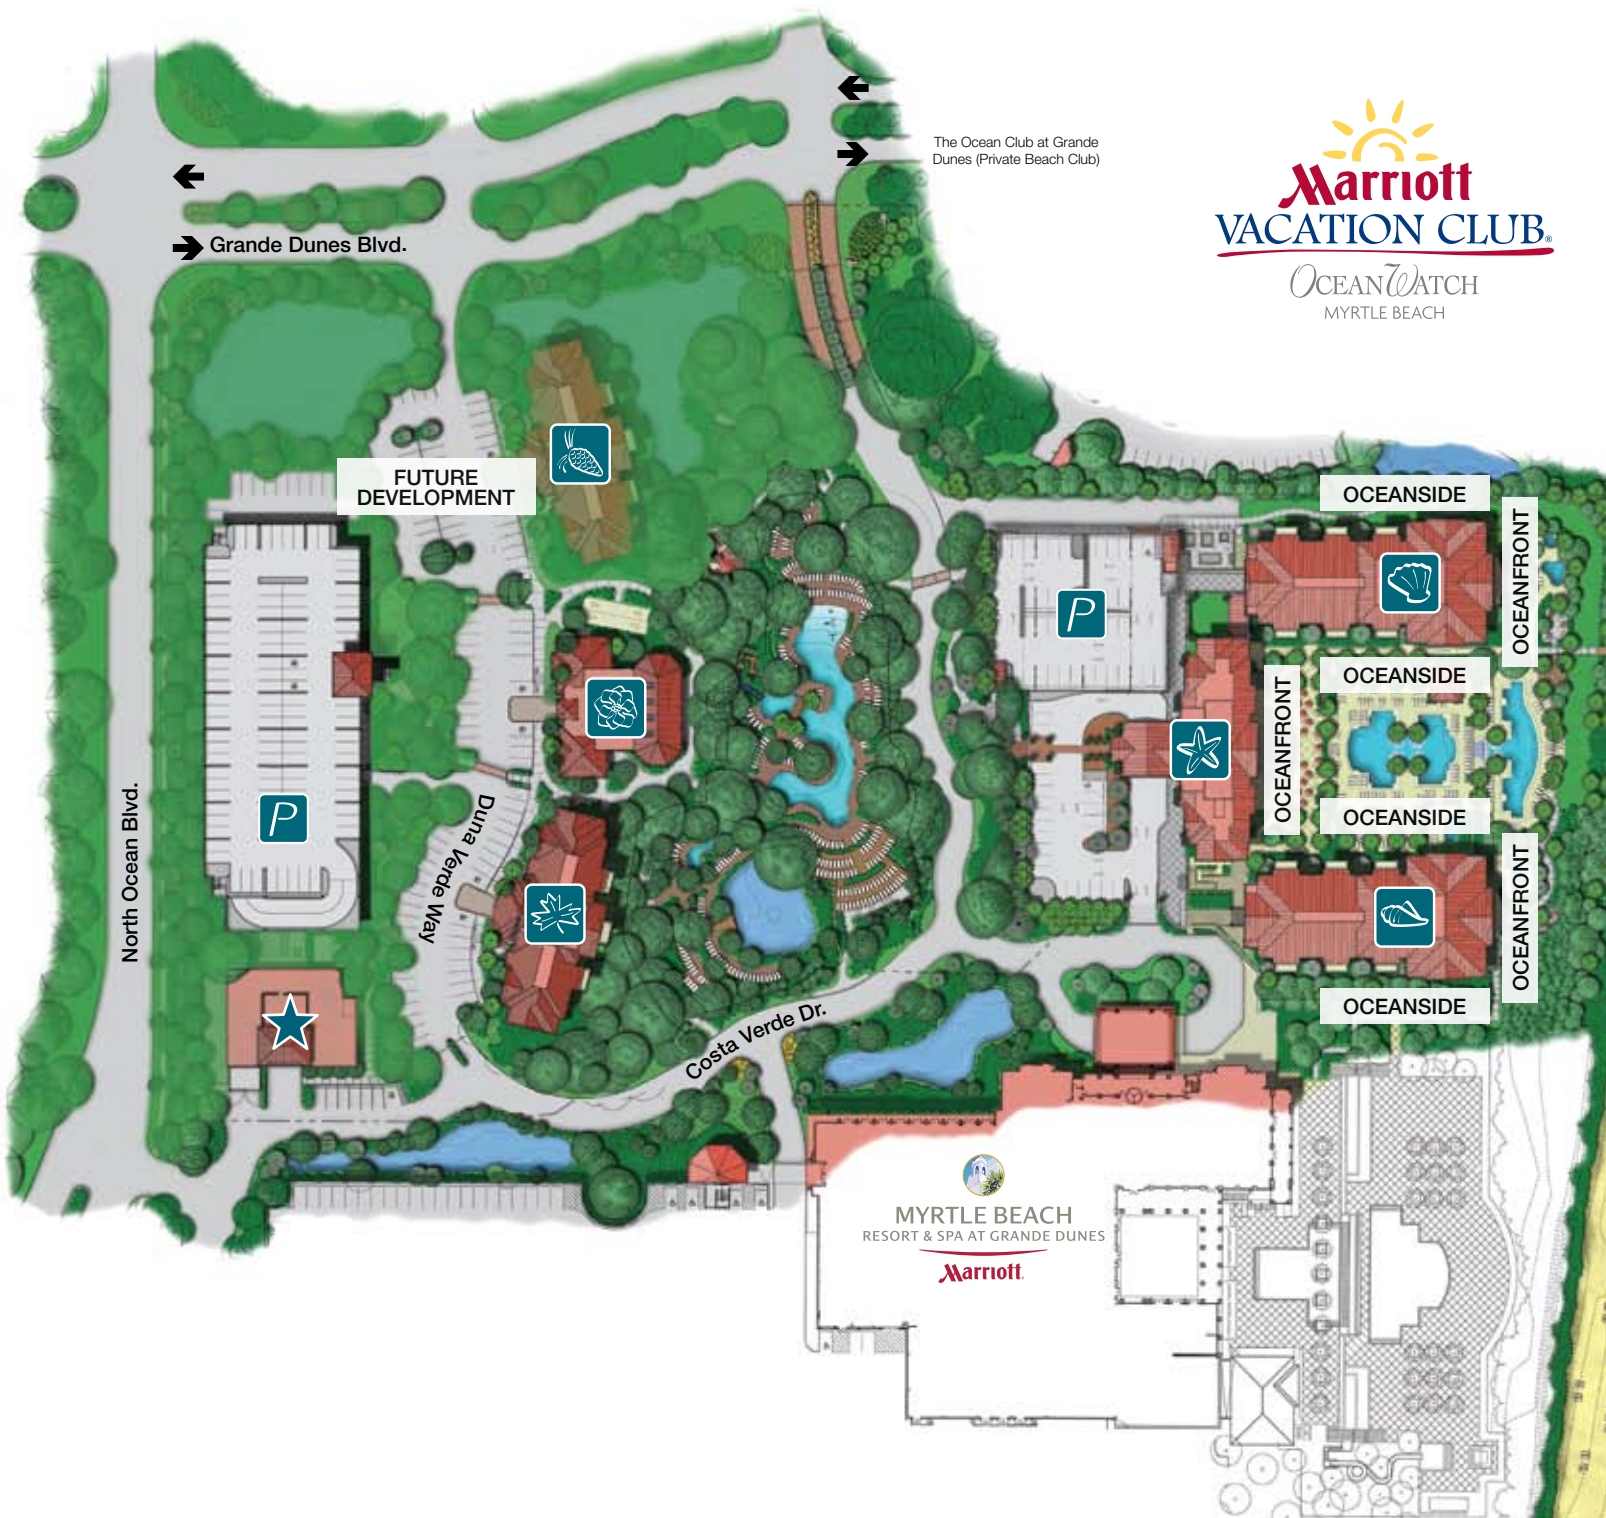 The Ocean Club at Grande
Dunes (Private Beach Club)
Marriott
VACATION CLUB®
OCEANWATCH
MYRTLE BEACH
Grande Dunes Blvd.
FUTURE
DEVELOPMENT
OCEANSIDE
OCEANFRONT
P
OCEANSIDE
OCEANFRONT
North Ocean Blvd.
P
Duna Verde Way
OCEANSIDE
OCEANFRONT
OCEANSIDE
Costa Verde Dr.
MYRTLE BEACH
RESORT & SPA AT GRANDE DUNES
Marriott.